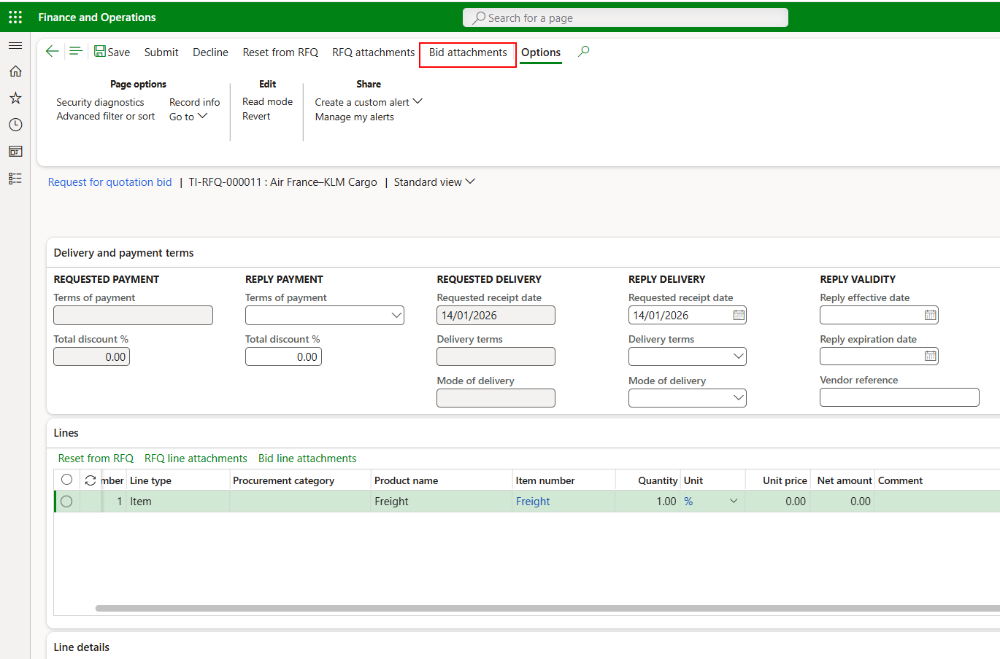 Finance and Operations
Search for a page
Save Submit Decline Reset from RFQ RFQ attachments Bid attachments Options
Page options Edit Share
Security diagnostics Record info Read mode Create a custom alert
Advanced filter or sort Go to Revert Manage my alerts
Request for quotation bid | TI-RFQ-000011 : Air France–KLM Cargo | Standard view
Delivery and payment terms
REQUESTED PAYMENT REPLY PAYMENT REQUESTED DELIVERY REPLY DELIVERY REPLY VALIDITY
Terms of payment Terms of payment Requested receipt date Requested receipt date Reply effective date
14/01/2026 14/01/2026
Total discount % Total discount % Delivery terms Delivery terms Reply expiration date
0.00 0.00
Mode of delivery Mode of delivery Vendor reference
Lines
Reset from RFQ RFQ line attachments Bid line attachments
mber Line type Procurement category Product name Item number Quantity Unit Unit price Net amount Comment
1 Item Freight Freight 1.00 % 0.00 0.00
Line details